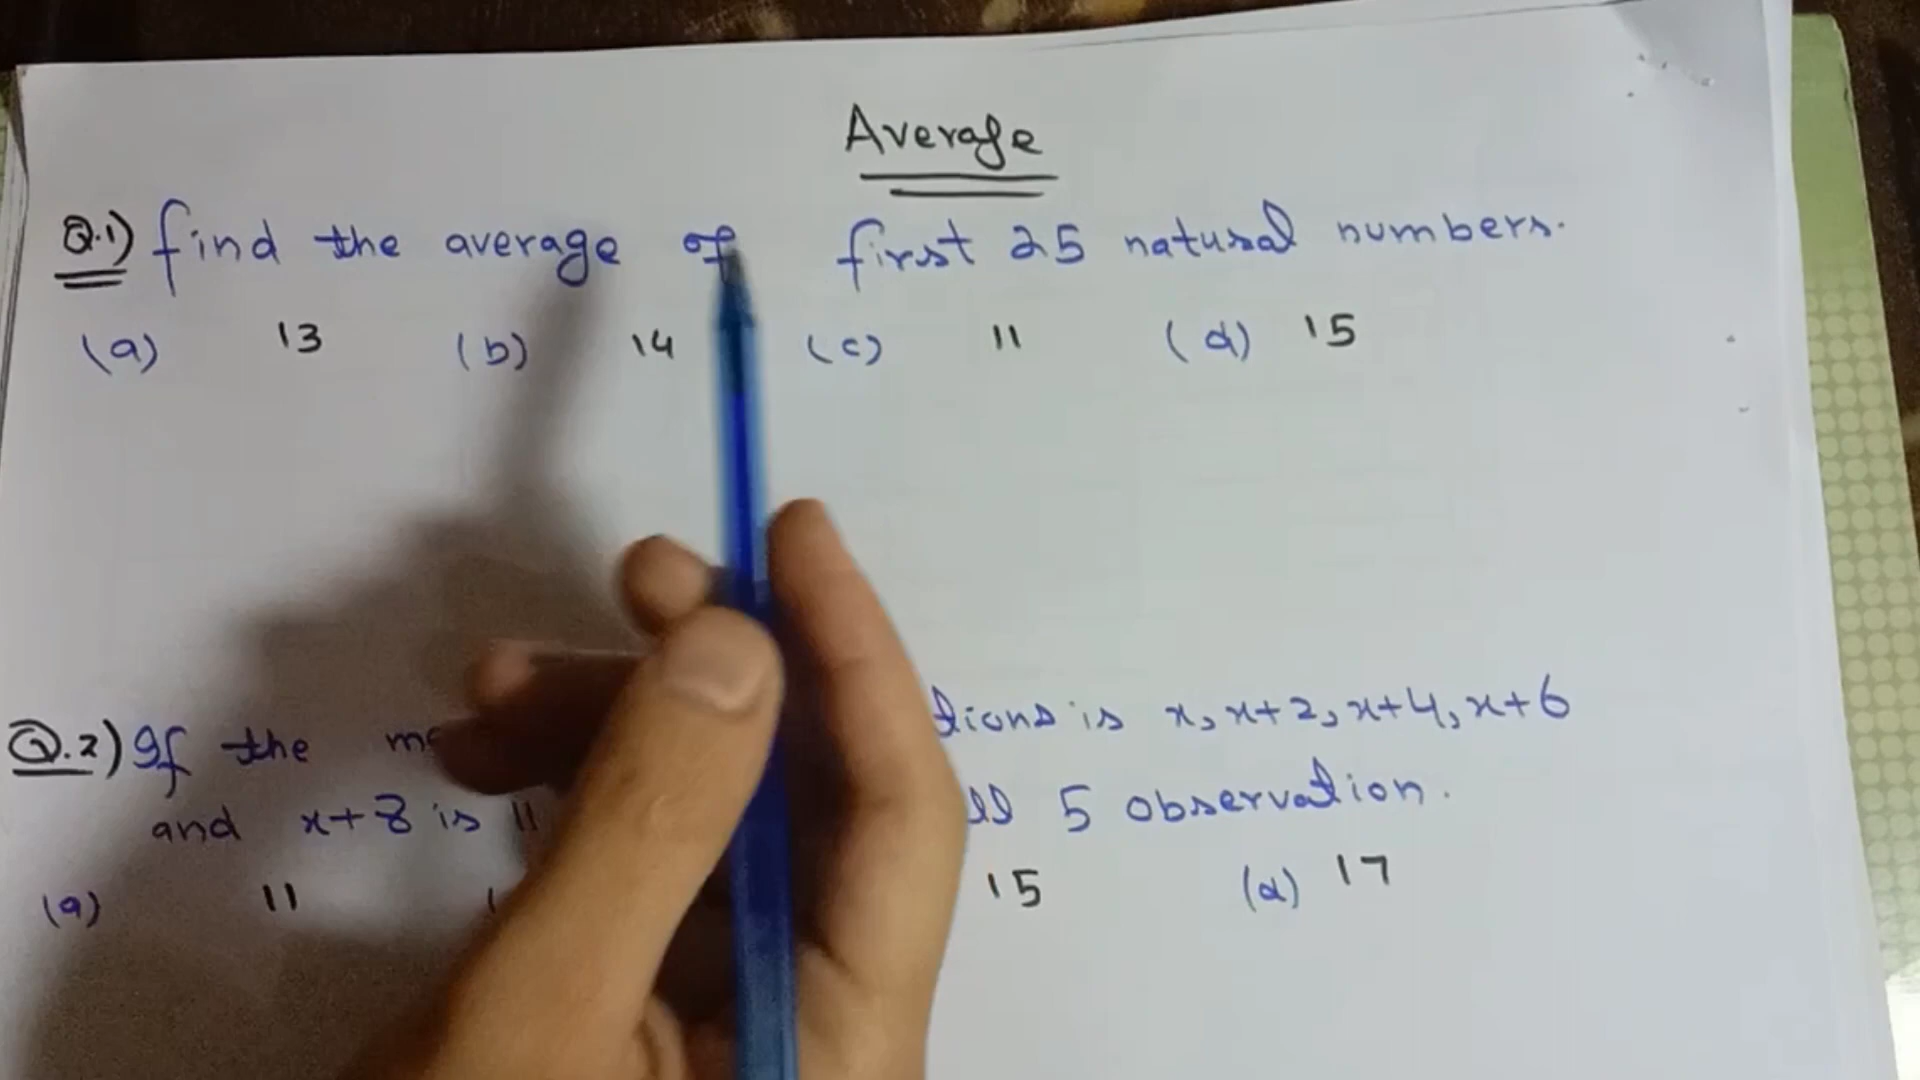 Average
Q.1) find the average of first 25 natural numbers.
(a) 13 (b) 14 (c) 11 (d) 15
Q.2) If the is x, x+2, x+4, x+6
and x+8 is 11 5 observation.
(a) 11 15 (d) 17